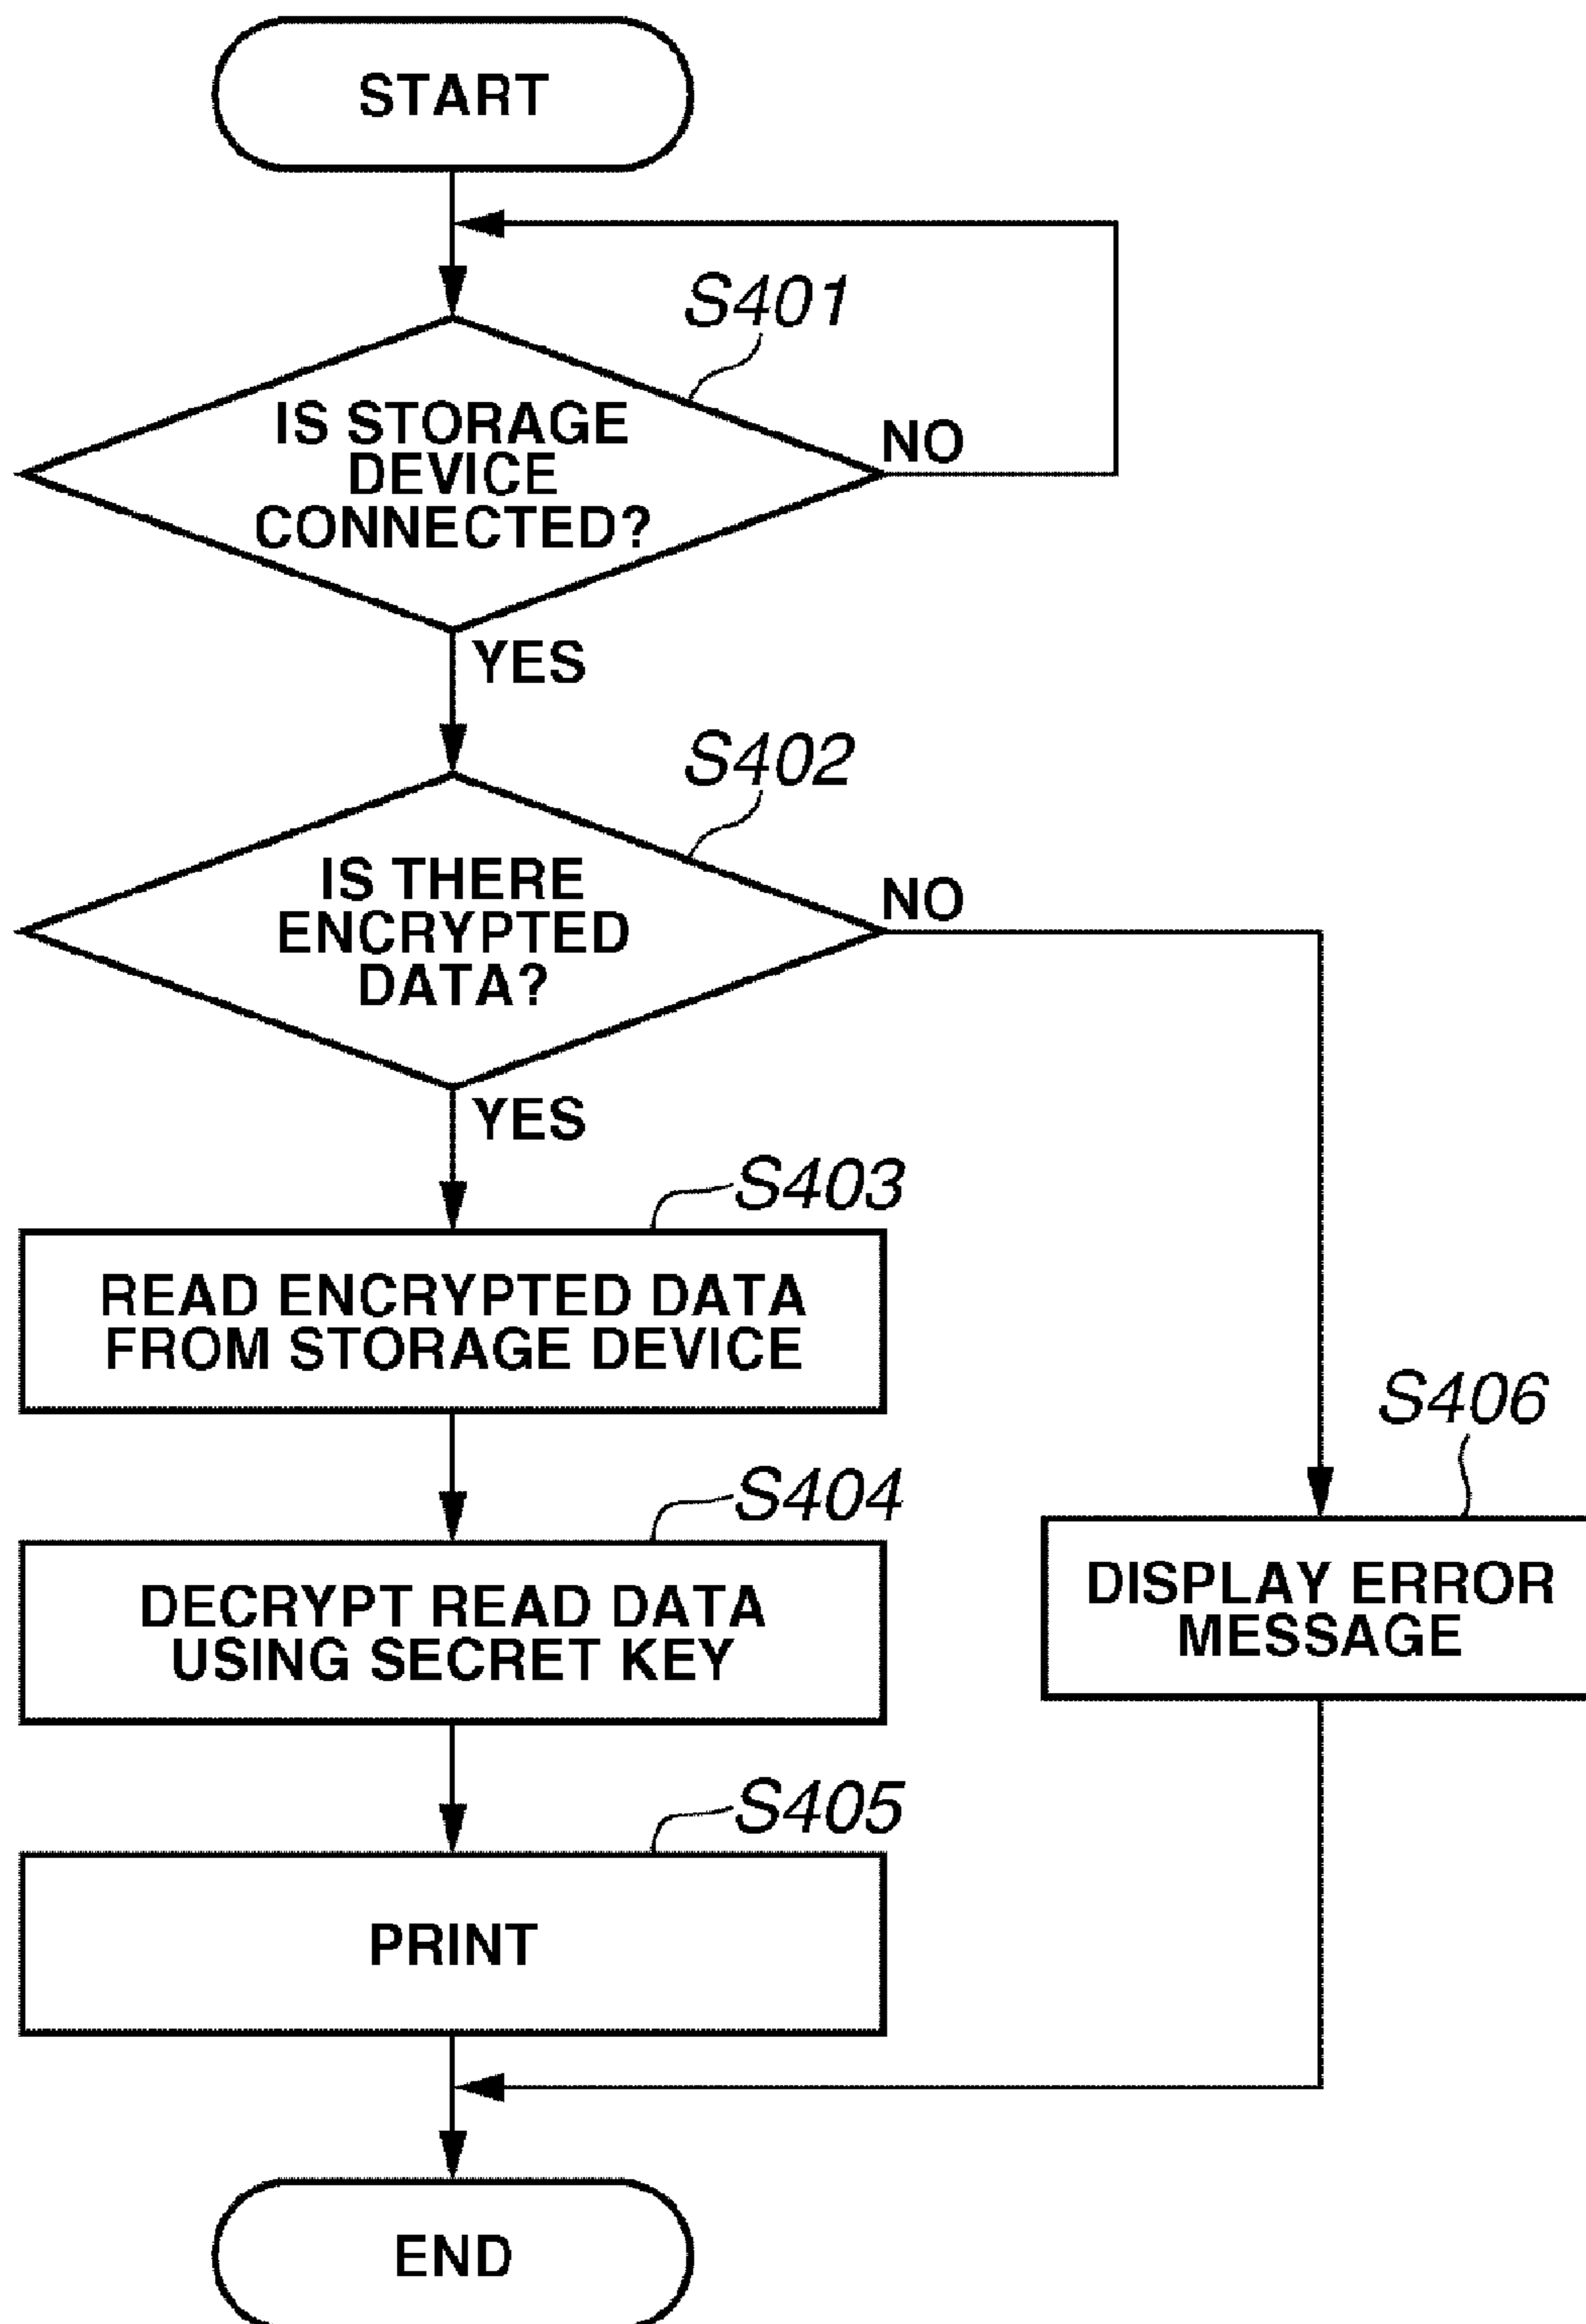 START
S401
IS STORAGE
DEVICE
CONNECTED?
NO
YES
S402
IS THERE
ENCRYPTED
DATA?
NO
YES
S403
READ ENCRYPTED DATA
FROM STORAGE DEVICE
S404
DECRYPT READ DATA
USING SECRET KEY
S406
DISPLAY ERROR
MESSAGE
S405
PRINT
END